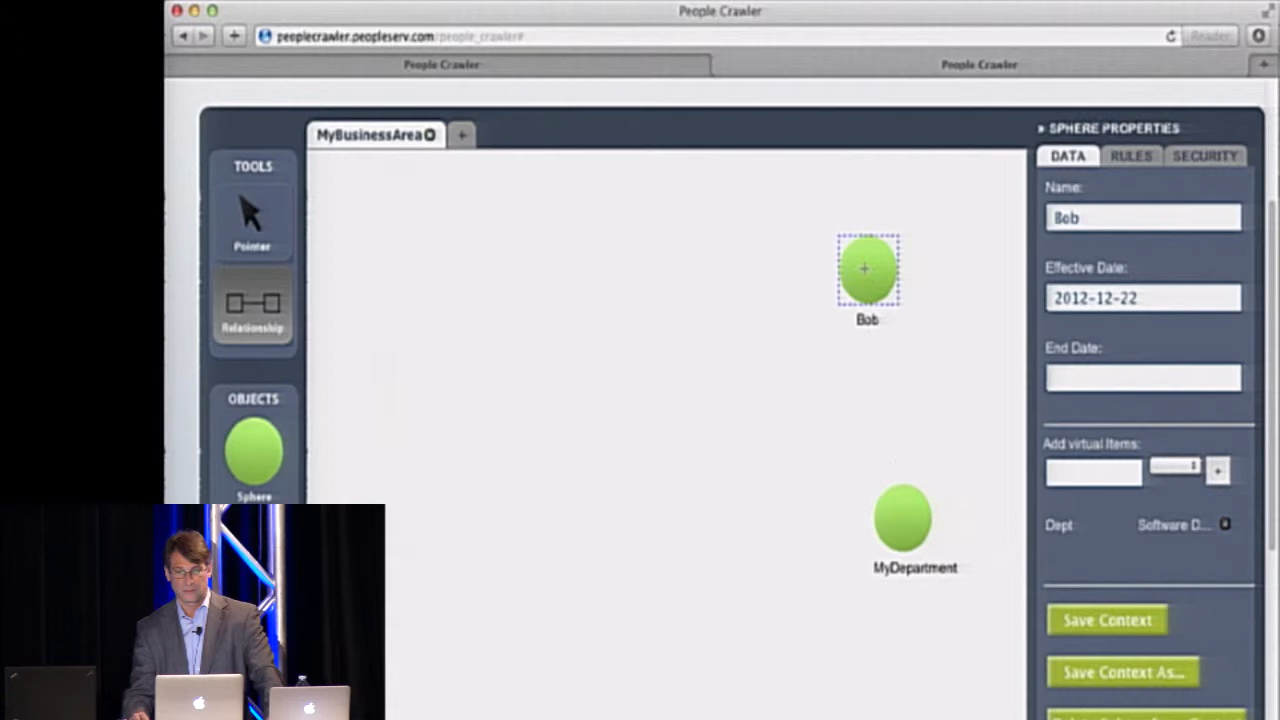 People Crawler
peoplecrawler.peopleserv.com/people_crawler#
Reader
People Crawler
People Crawler
MyBusinessArea
TOOLS
Pointer
Relationship
OBJECTS
Sphere
Bob
MyDepartment
SPHERE PROPERTIES
DATA RULES SECURITY
Name:
Bob
Effective Date:
2012-12-22
End Date:
Add virtual Items:
Dept Software D...
Save Context
Save Context As...